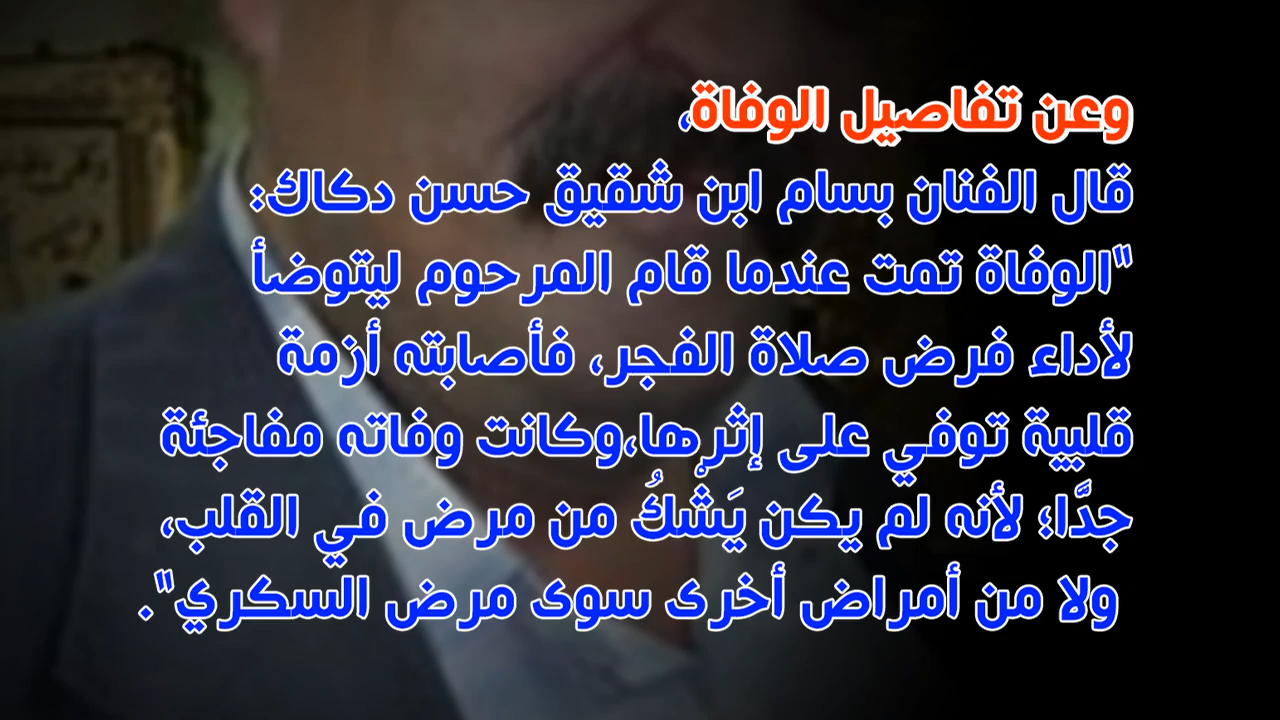 وعن تفاصيل الوفاة،
قال الفنان بسام ابن شقيق حسن دكاك:
"الوفاة تمت عندما قام المرحوم ليتوضأ
لأداء فرض صلاة الفجر، فأصابته أزمة
قلبية توفي على إثرها،وكانت وفاته مفاجئة
جدَّا؛ لأنه لم يكن يَشْكُ من مرض في القلب،
ولا من أمراض أخرى سوى مرض السكري".